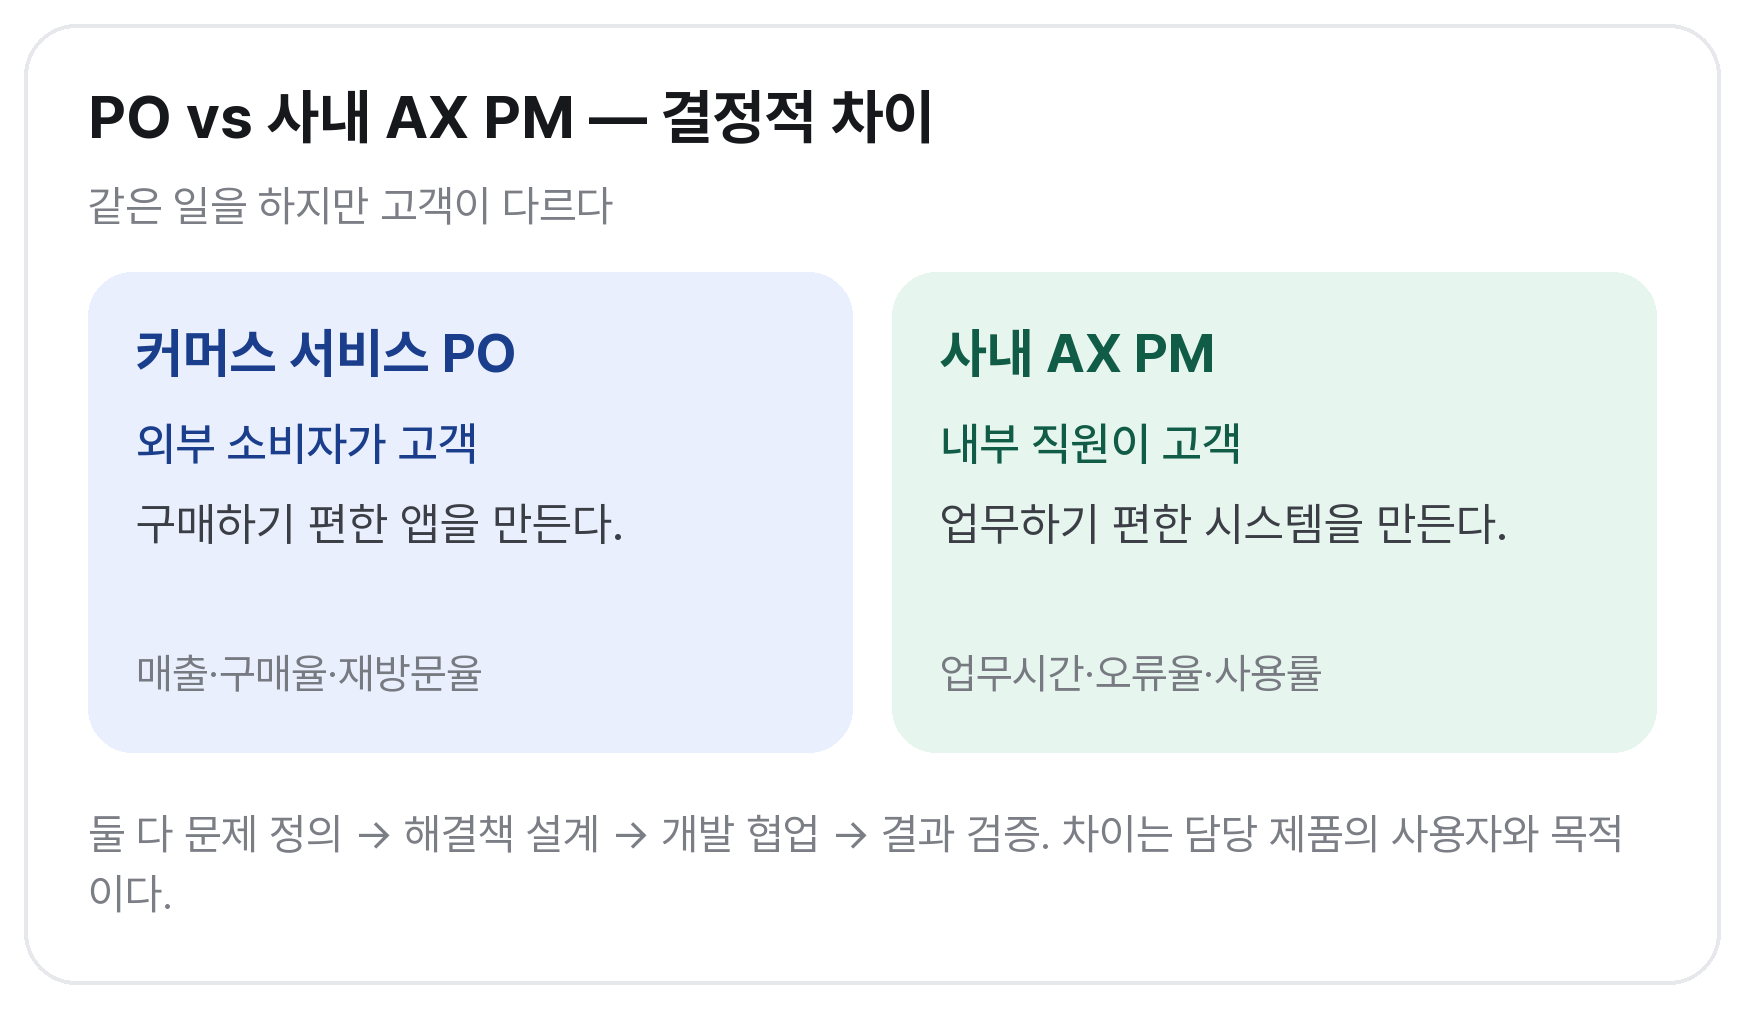 PO vs 사내 AX PM — 결정적 차이
같은 일을 하지만 고객이 다르다
커머스 서비스 PO
외부 소비자가 고객
구매하기 편한 앱을 만든다.
매출·구매율·재방문율
사내 AX PM
내부 직원이 고객
업무하기 편한 시스템을 만든다.
업무시간·오류율·사용률
둘 다 문제 정의 → 해결책 설계 → 개발 협업 → 결과 검증. 차이는 담당 제품의 사용자와 목적
이다.